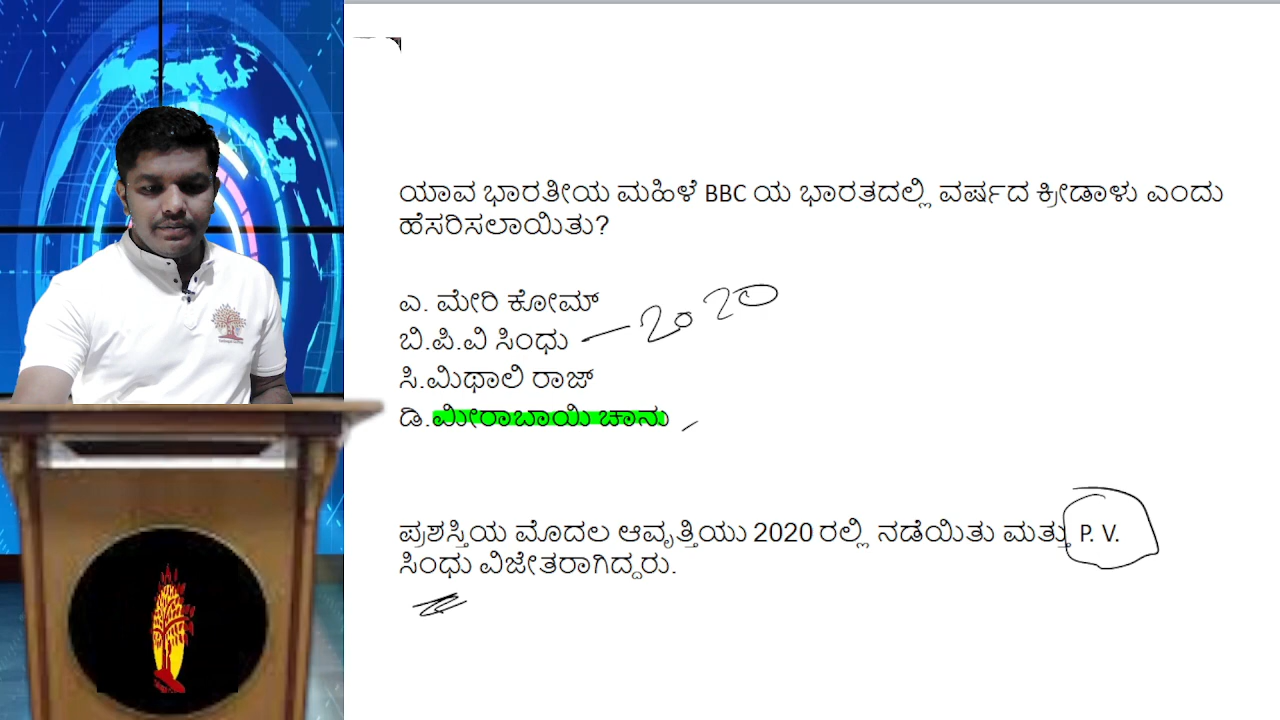 ಯಾವ ಭಾರತೀಯ ಮಹಿಳೆ BBC ಯ ಭಾರತದಲ್ಲಿ ವರ್ಷದ ಕ್ರೀಡಾಳು ಎಂದು
ಹೆಸರಿಸಲಾಯಿತು?
ಎ. ಮೇರಿ ಕೋಮ್
ಬಿ.ಪಿ.ವಿ ಸಿಂಧು – 2020
ಸಿ.ಮಿಥಾಲಿ ರಾಜ್
ಡಿ.ಮೀರಾಬಾಯಿ ಚಾನು
ಪ್ರಶಸ್ತಿಯ ಮೊದಲ ಆವೃತ್ತಿಯು 2020 ರಲ್ಲಿ ನಡೆಯಿತು ಮತ್ತು P. V.
ಸಿಂಧು ವಿಜೇತರಾಗಿದ್ದರು.